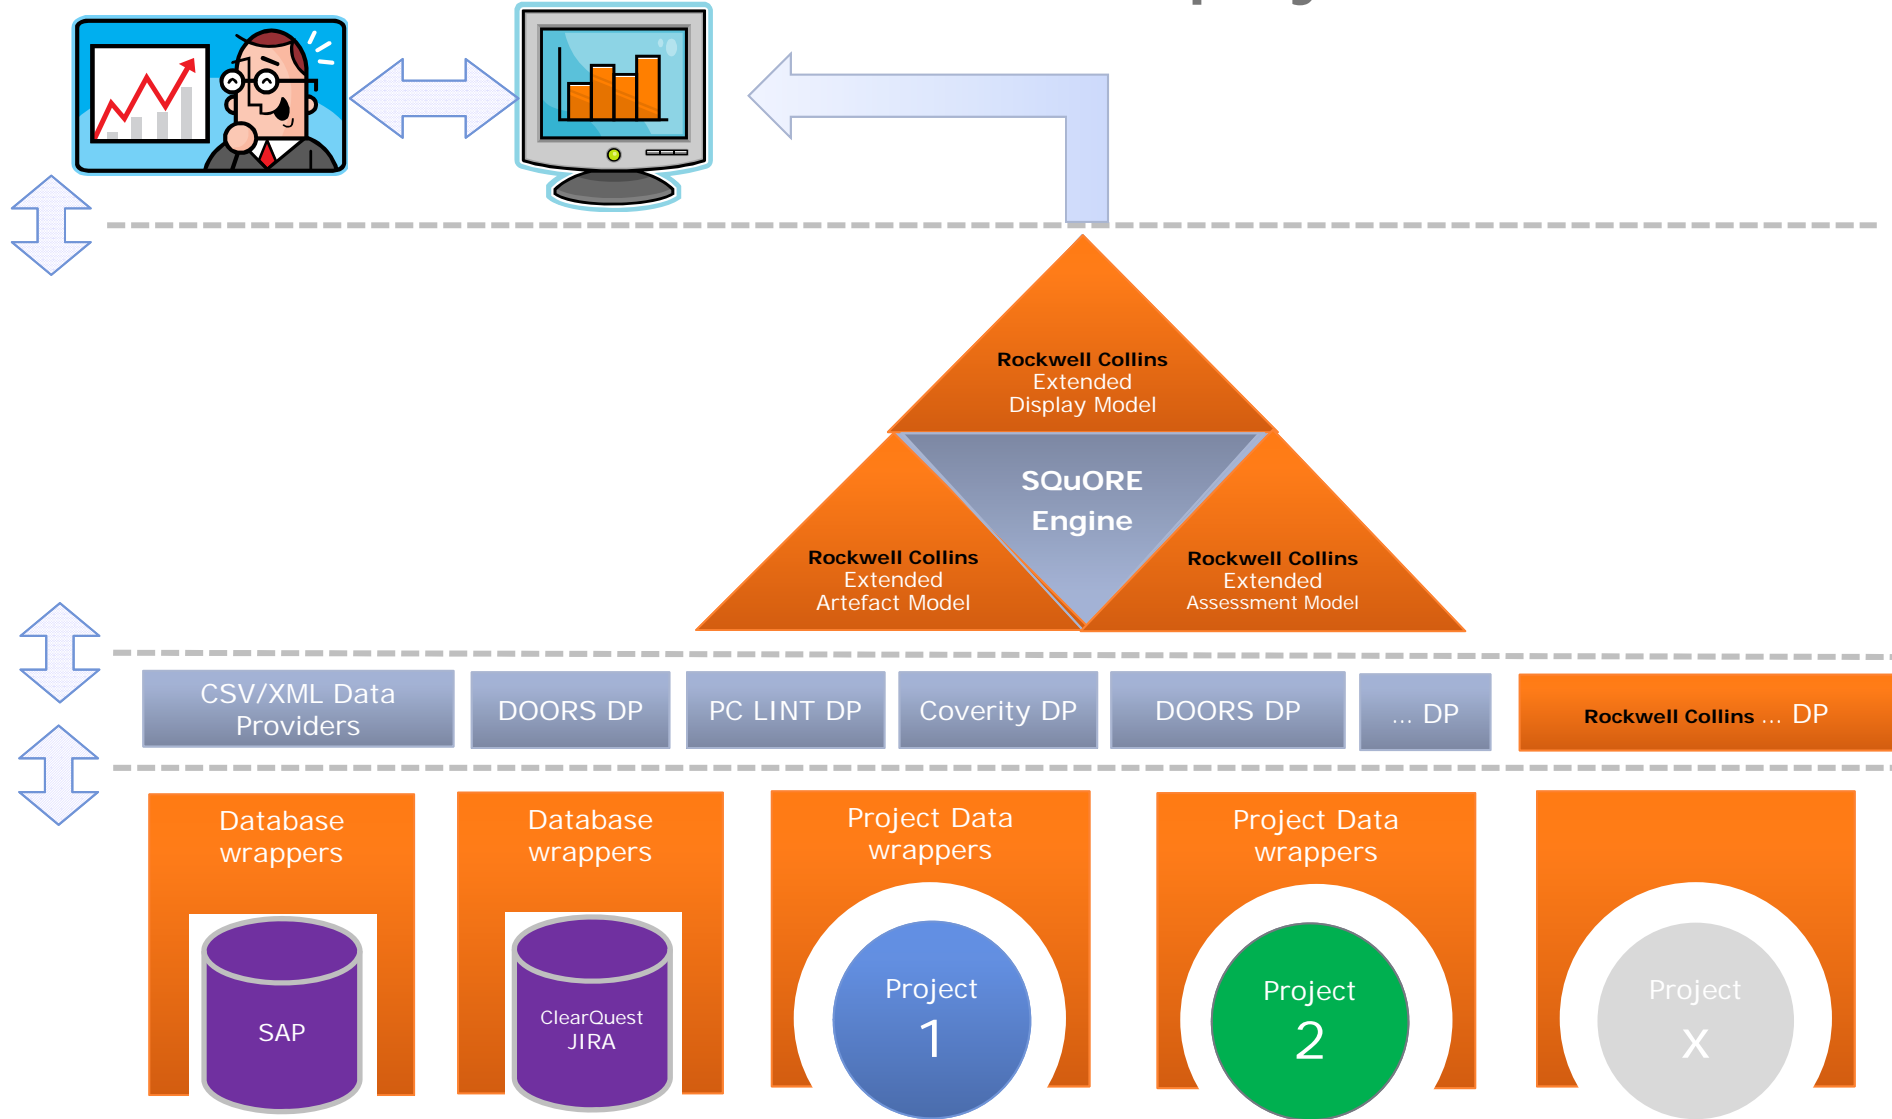 Rockwell Collins
Extended
Display Model
SQuORE
Engine
Rockwell Collins
Extended
Artefact Model
Rockwell Collins
Extended
Assessment Model
CSV/XML Data
Providers
DOORS DP
PC LINT DP
Coverity DP
DOORS DP
... DP
Rockwell Collins ... DP
Database
wrappers
Database
wrappers
Project Data
wrappers
Project Data
wrappers
SAP
ClearQuest
JIRA
Project
1
Project
2
Project
x